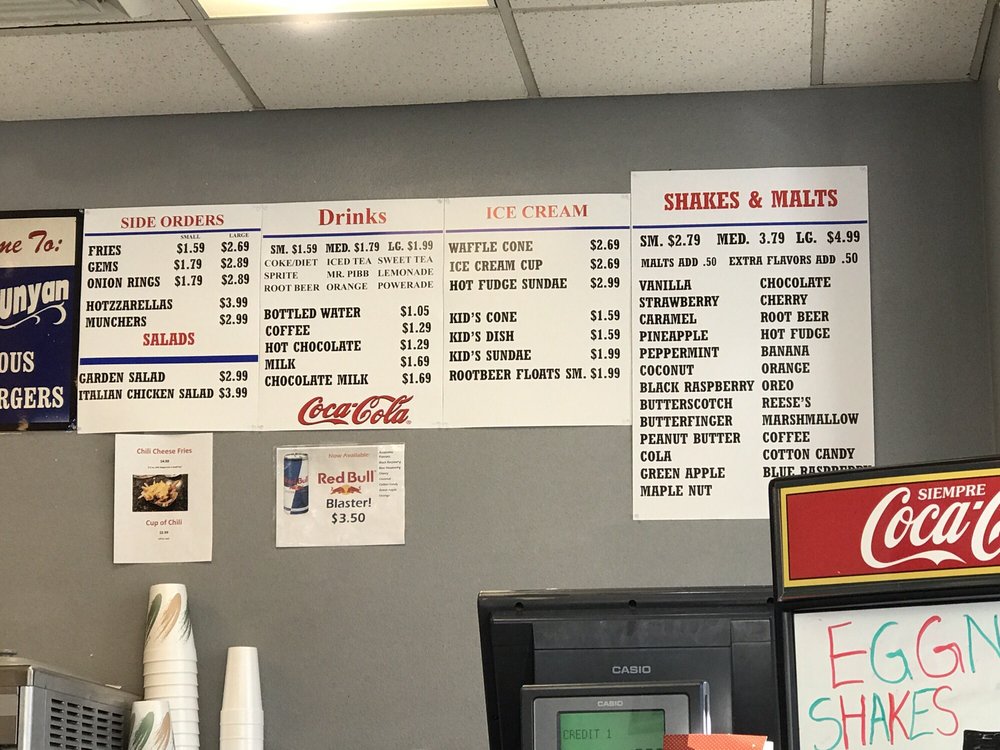 me To:
unyan
OUS
RGERS
SIDE ORDERS
SMALL LARGE
FRIES $1.59 $2.69
GEMS $1.79 $2.89
ONION RINGS $1.79 $2.89
HOTZZARELLAS $3.99
MUNCHERS $2.99
SALADS
GARDEN SALAD $2.99
ITALIAN CHICKEN SALAD $3.99
Drinks
SM. $1.59 MED. $1.79 LG. $1.99
COKE/DIET ICED TEA SWEET TEA
SPRITE MR. PIBB LEMONADE
ROOT BEER ORANGE POWERADE
BOTTLED WATER $1.05
COFFEE $1.29
HOT CHOCOLATE $1.29
MILK $1.69
CHOCOLATE MILK $1.69
Coca-Cola
ICE CREAM
WAFFLE CONE $2.69
ICE CREAM CUP $2.69
HOT FUDGE SUNDAE $2.99
KID'S CONE $1.59
KID'S DISH $1.59
KID'S SUNDAE $1.99
ROOTBEER FLOATS SM. $1.99
SHAKES & MALTS
SM. $2.79 MED. 3.79 LG. $4.99
MALTS ADD .50 EXTRA FLAVORS ADD .50
VANILLA CHOCOLATE
STRAWBERRY CHERRY
CARAMEL ROOT BEER
PINEAPPLE HOT FUDGE
PEPPERMINT BANANA
COCONUT ORANGE
BLACK RASPBERRY OREO
BUTTERSCOTCH REESE'S
BUTTERFINGER MARSHMALLOW
PEANUT BUTTER COFFEE
COLA COTTON CANDY
GREEN APPLE BLUE RASPBERRY
MAPLE NUT
Chili Cheese Fries
Cup of Chili
Now Available:
Red Bull
Blaster!
$3.50
SIEMPRE
Coca-C
EGGN
SHAKES
CASIO
CASIO
CREDIT 1